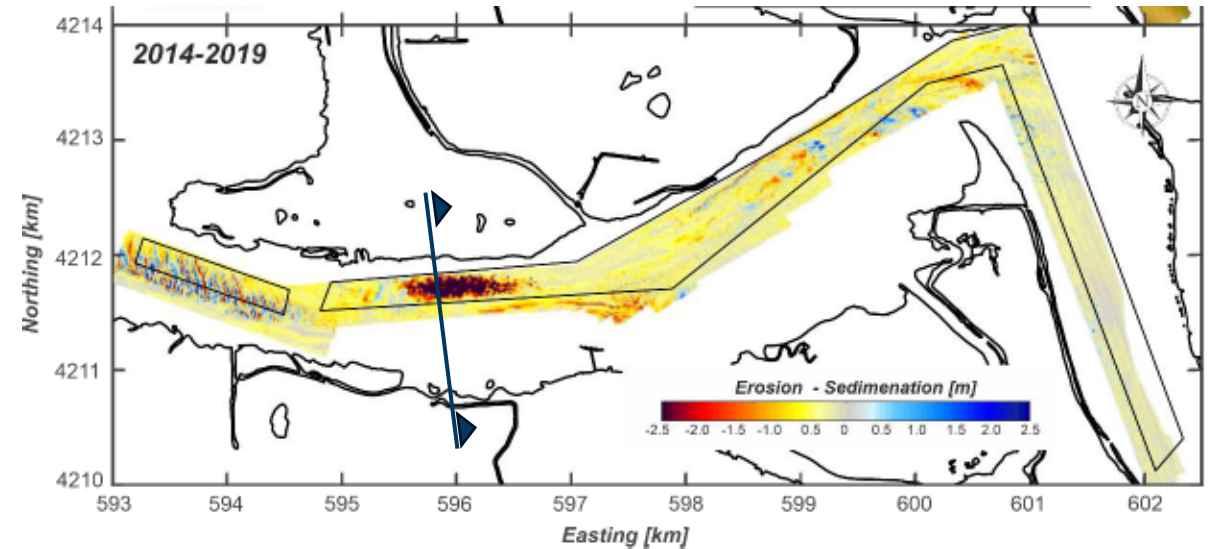 4214
2014-2019
N
4213
4212
4211
4210
Northing [km]
Erosion - Sedimenation [m]
-2.5 -2.0 -1.5 -1.0 0.5 0 0.5 1.0 1.5 2.0 2.5
593 594 595 596 597 598 599 600 601 602
Easting [km]